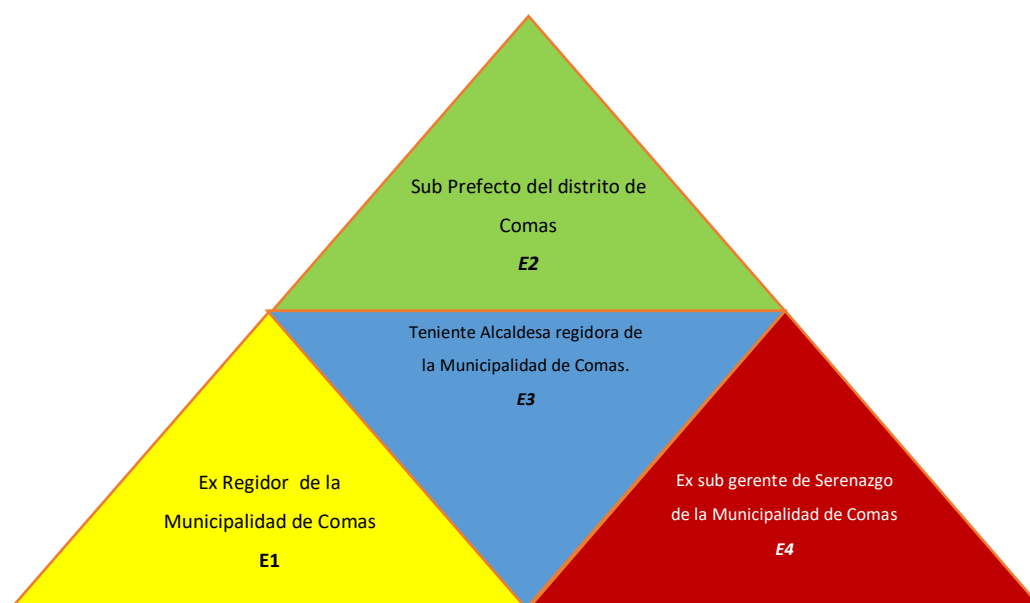 Sub Prefecto del distrito de
Comas
E2
Teniente Alcaldesa regidora de
la Municipalidad de Comas.
E3
Ex Regidor de la
Municipalidad de Comas
E1
Ex sub gerente de Serenazgo
de la Municipalidad de Comas
E4